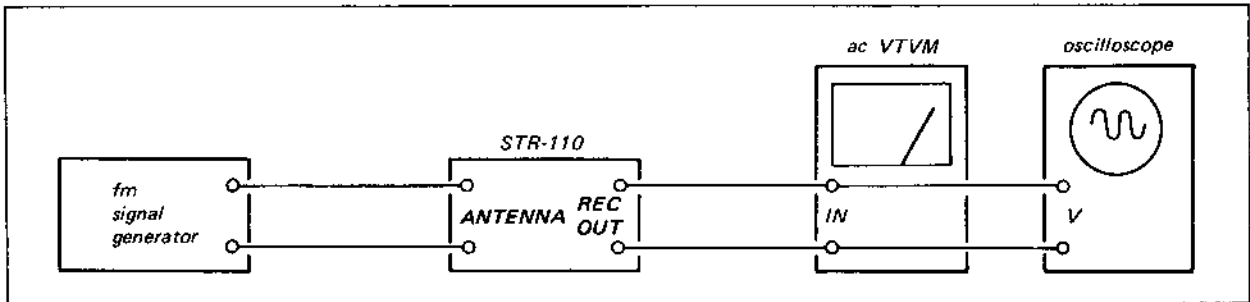 ac VTVM
oscilloscope
STR-110
fm
signal
generator
ANTENNA
REC
OUT
IN
V